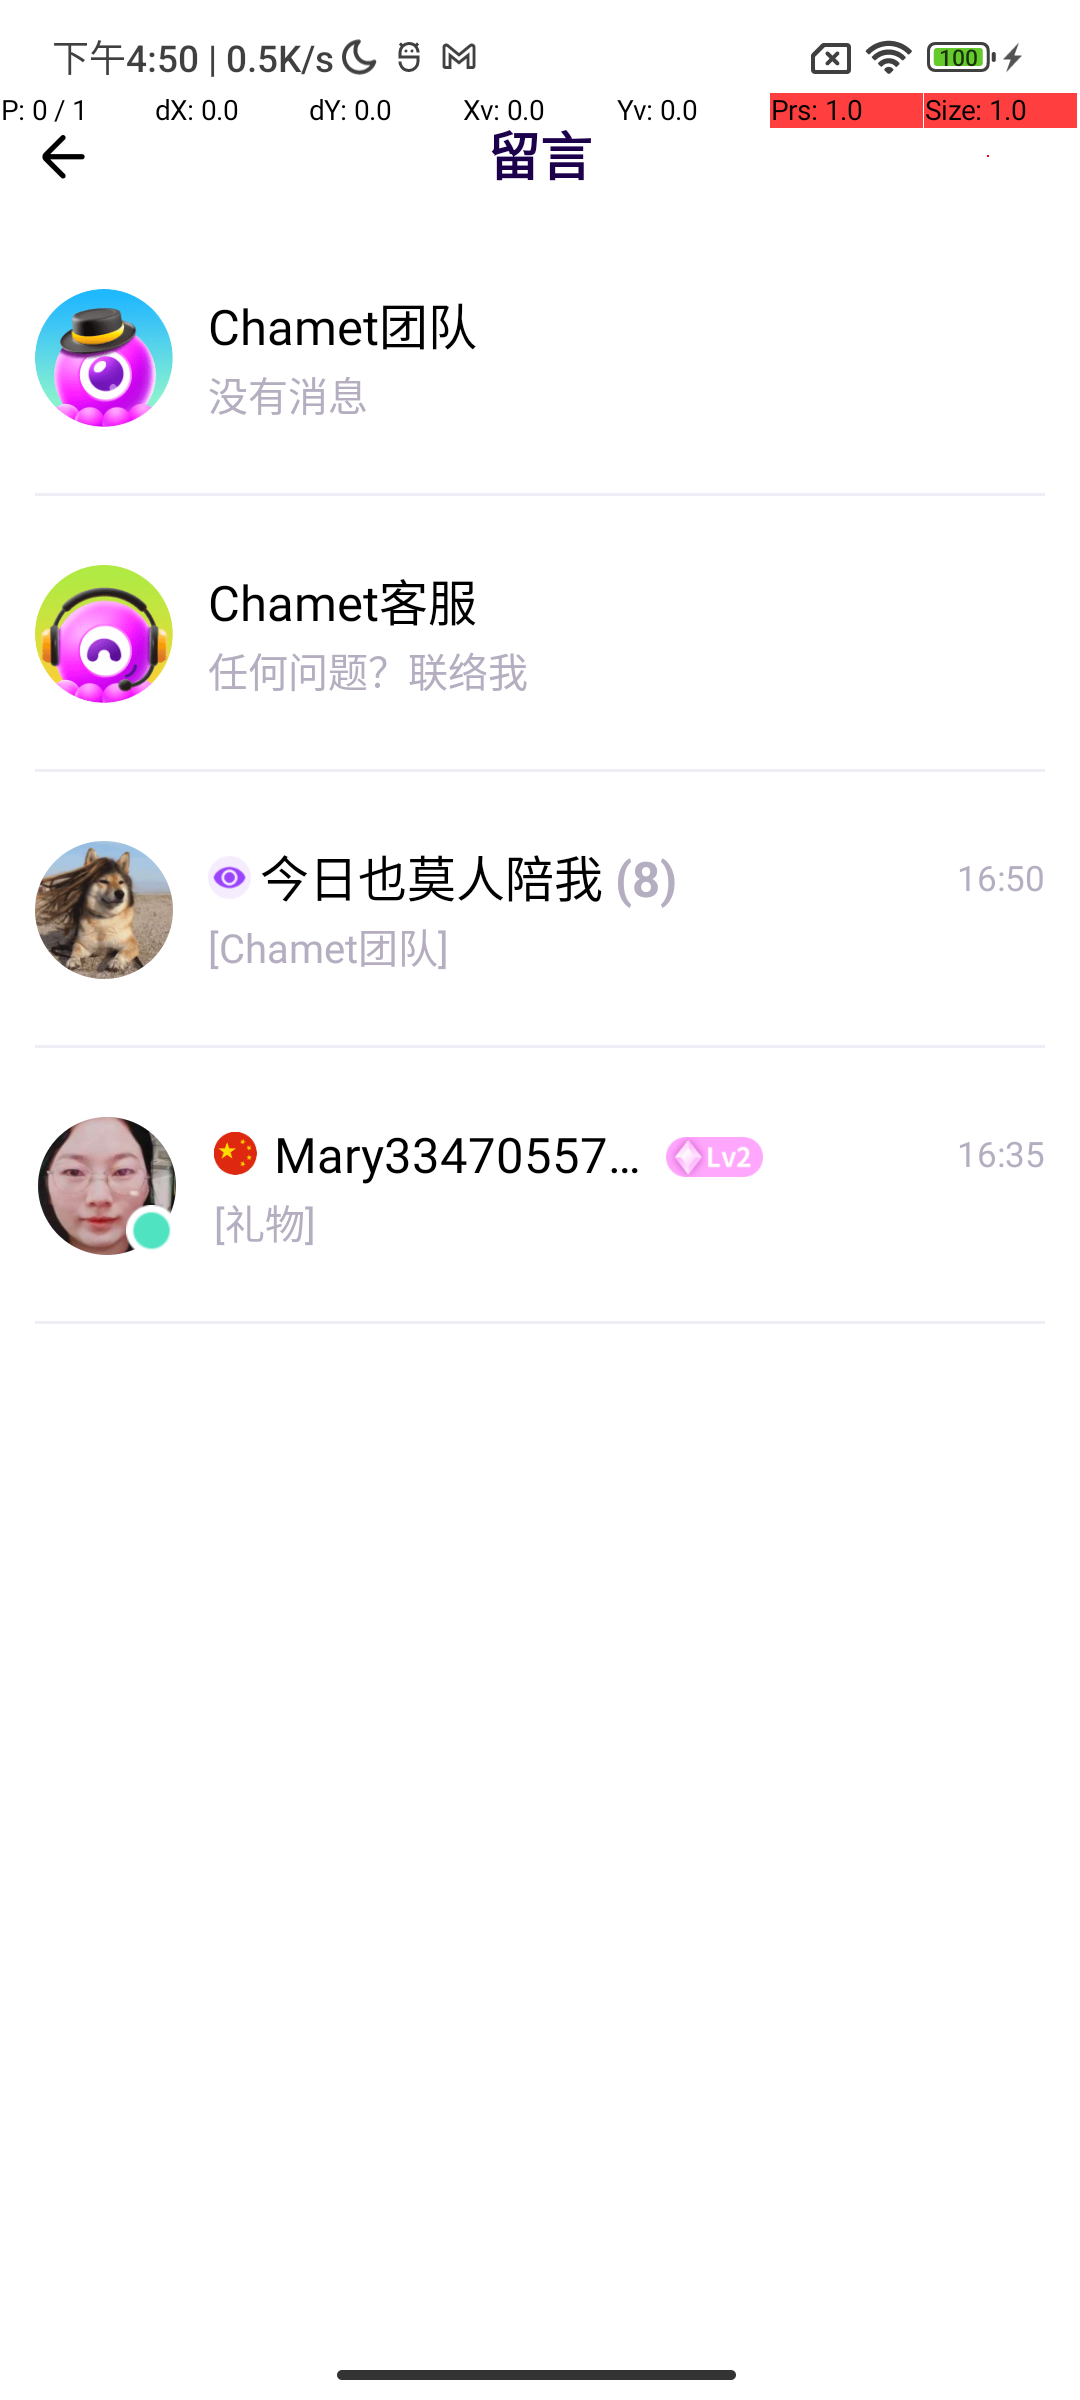 下午4:50 | 0.5K/s
100
P: 0 / 1 dX: 0.0 dY: 0.0 Xv: 0.0 Yv: 0.0 Prs: 1.0 Size: 1.0
留言
Chamet团队
没有消息
Chamet客服
任何问题？联络我
今日也莫人陪我 (8) 16:50
[Chamet团队]
Mary33470557... Lv2 16:35
[礼物]